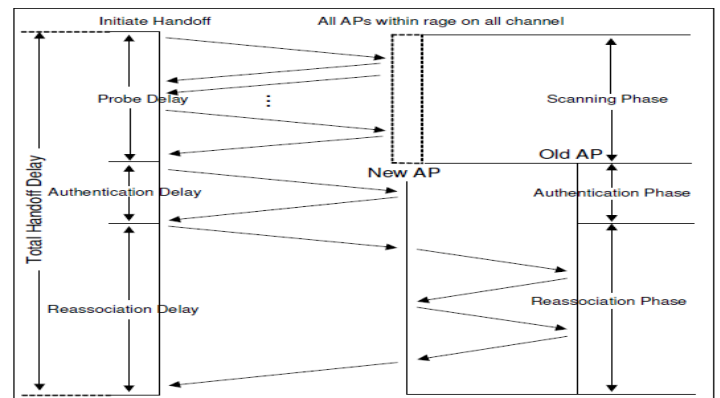 Initiate Handoff
All APs within rage on all channel
Probe Delay
...
Scanning Phase
Old AP
New AP
Authentication Delay
Authentication Phase
Total Handoff Delay
Reassociation Delay
Reassociation Phase